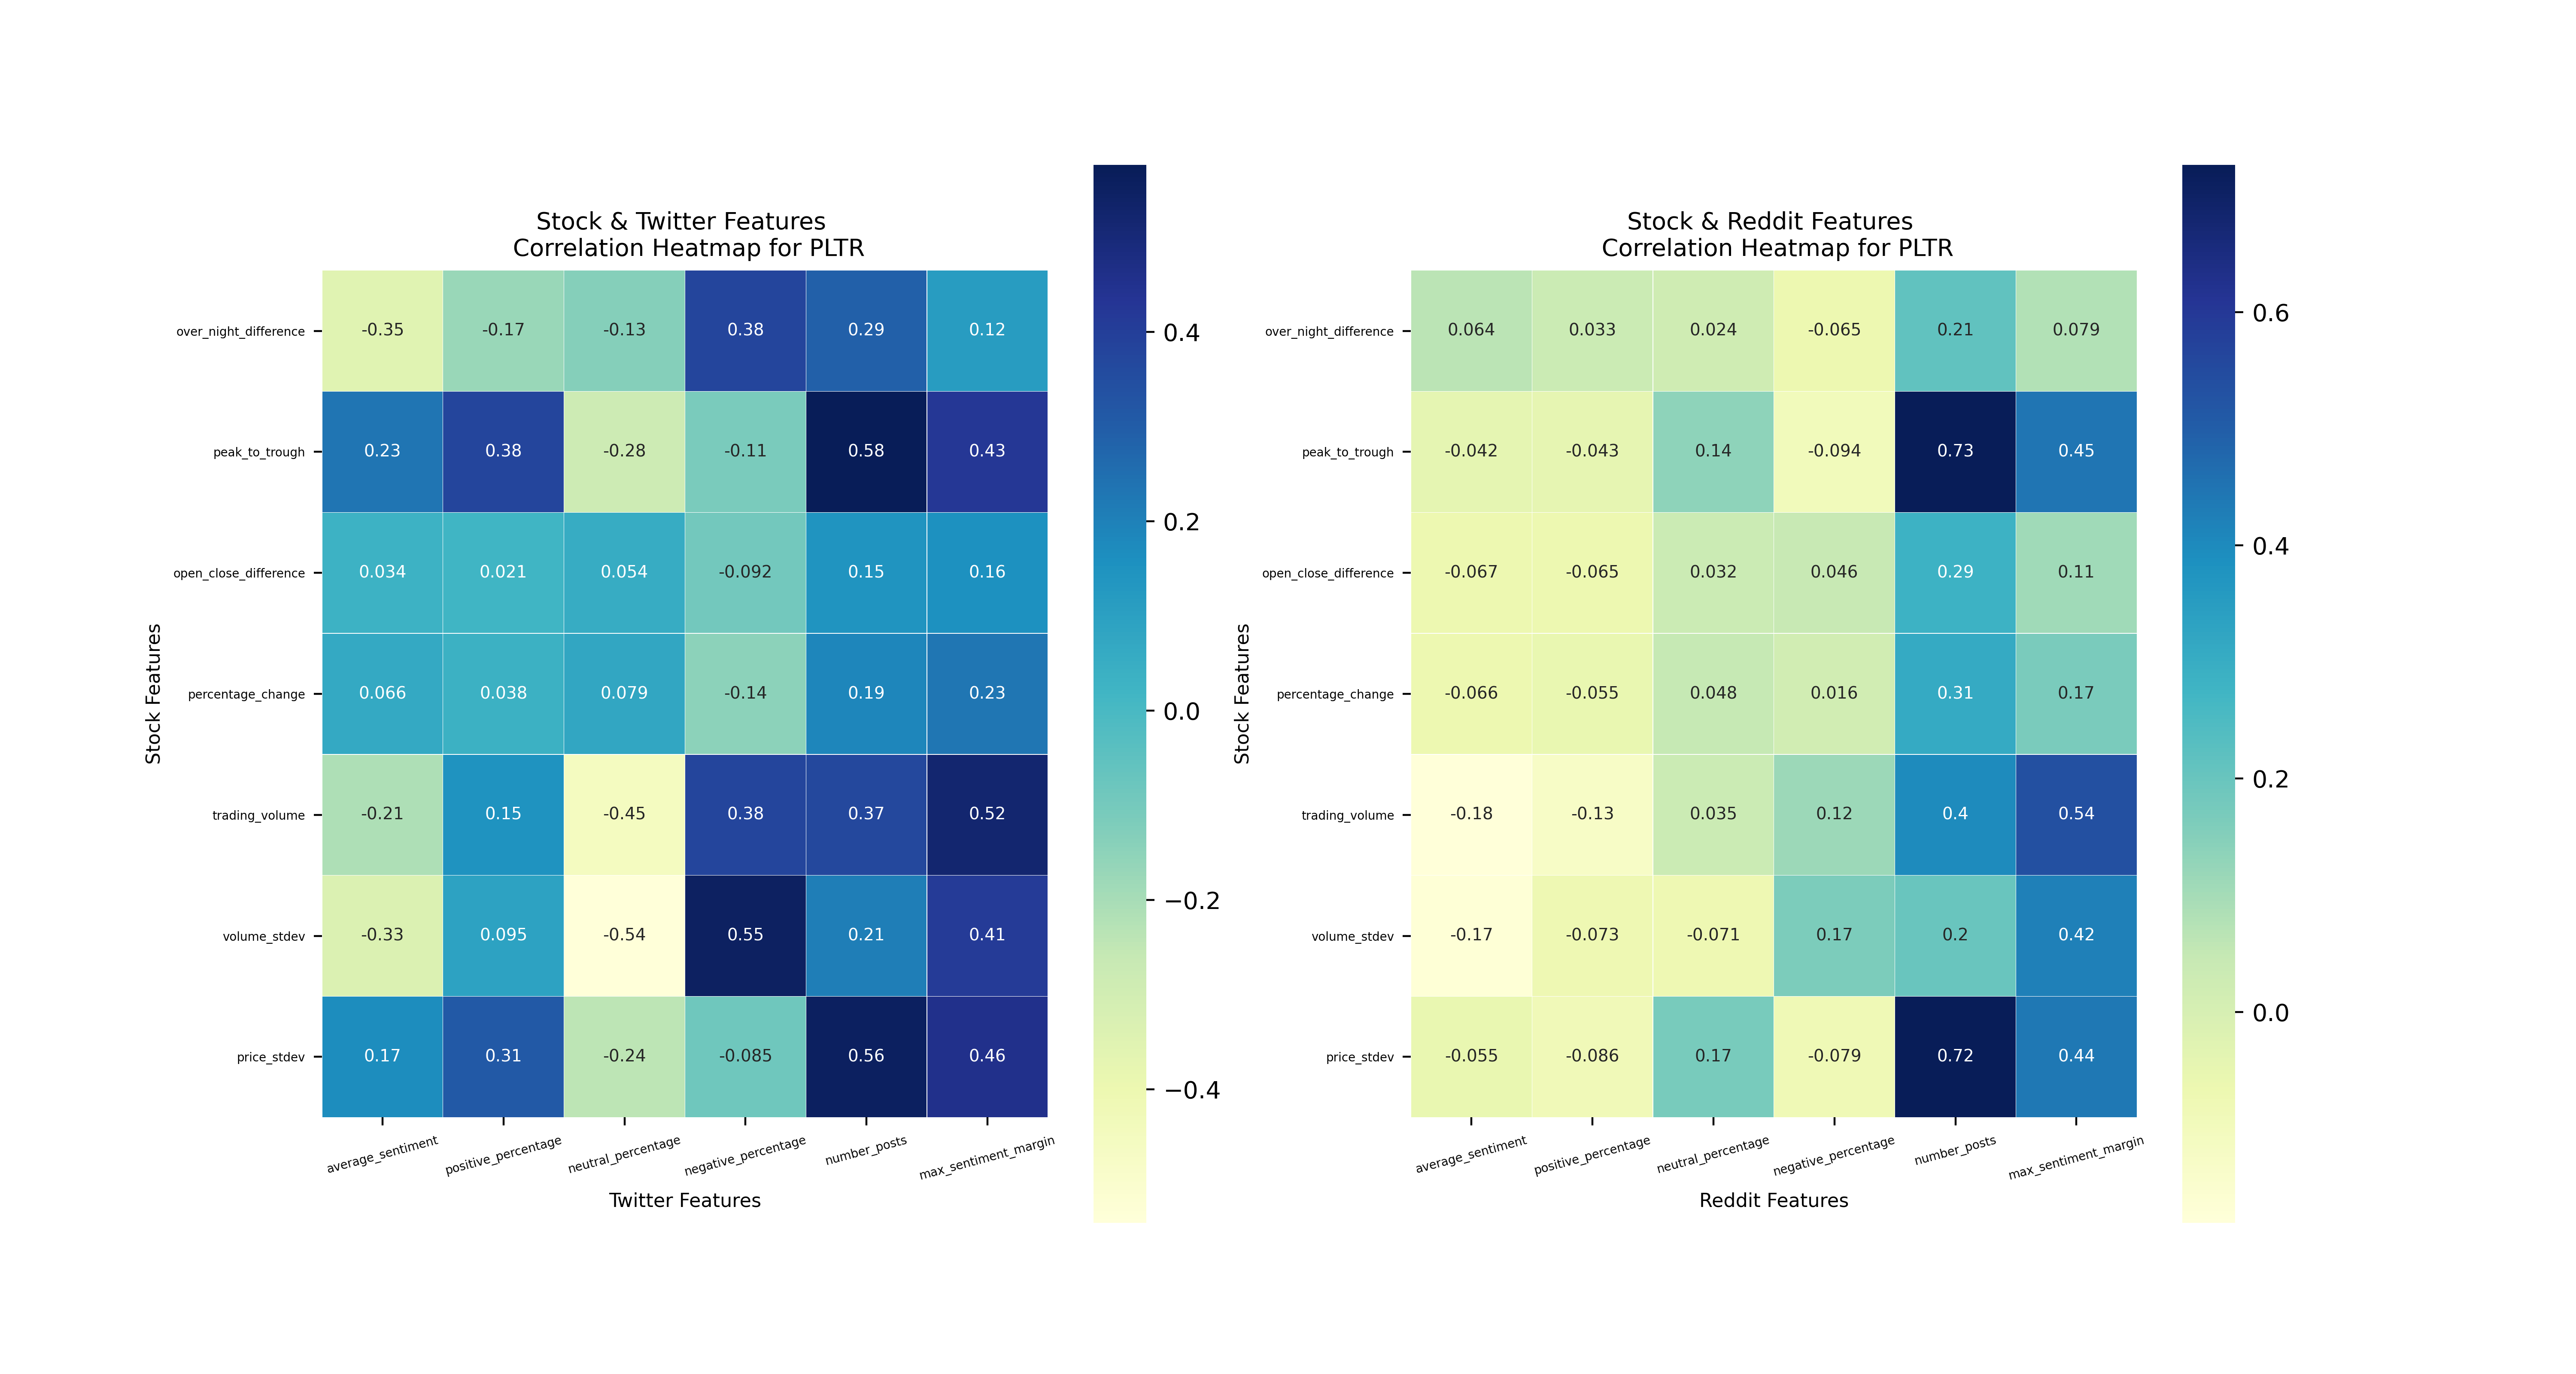 Stock & Twitter Features
Correlation Heatmap for PLTR
Stock Features
over_night_difference -0.35 -0.17 -0.13 0.38 0.29 0.12
peak_to_trough 0.23 0.38 -0.28 -0.11 0.58 0.43
open_close_difference 0.034 0.021 0.054 -0.092 0.15 0.16
percentage_change 0.066 0.038 0.079 -0.14 0.19 0.23
trading_volume -0.21 0.15 -0.45 0.38 0.37 0.52
volume_stdev -0.33 0.095 -0.54 0.55 0.21 0.41
price_stdev 0.17 0.31 -0.24 -0.085 0.56 0.46
average_sentiment positive_percentage neutral_percentage negative_percentage number_posts max_sentiment_margin
Twitter Features
0.4
0.2
0.0
−0.2
−0.4
Stock & Reddit Features
Correlation Heatmap for PLTR
Stock Features
over_night_difference 0.064 0.033 0.024 -0.065 0.21 0.079
peak_to_trough -0.042 -0.043 0.14 -0.094 0.73 0.45
open_close_difference -0.067 -0.065 0.032 0.046 0.29 0.11
percentage_change -0.066 -0.055 0.048 0.016 0.31 0.17
trading_volume -0.18 -0.13 0.035 0.12 0.4 0.54
volume_stdev -0.17 -0.073 -0.071 0.17 0.2 0.42
price_stdev -0.055 -0.086 0.17 -0.079 0.72 0.44
average_sentiment positive_percentage neutral_percentage negative_percentage number_posts max_sentiment_margin
Reddit Features
0.6
0.4
0.2
0.0